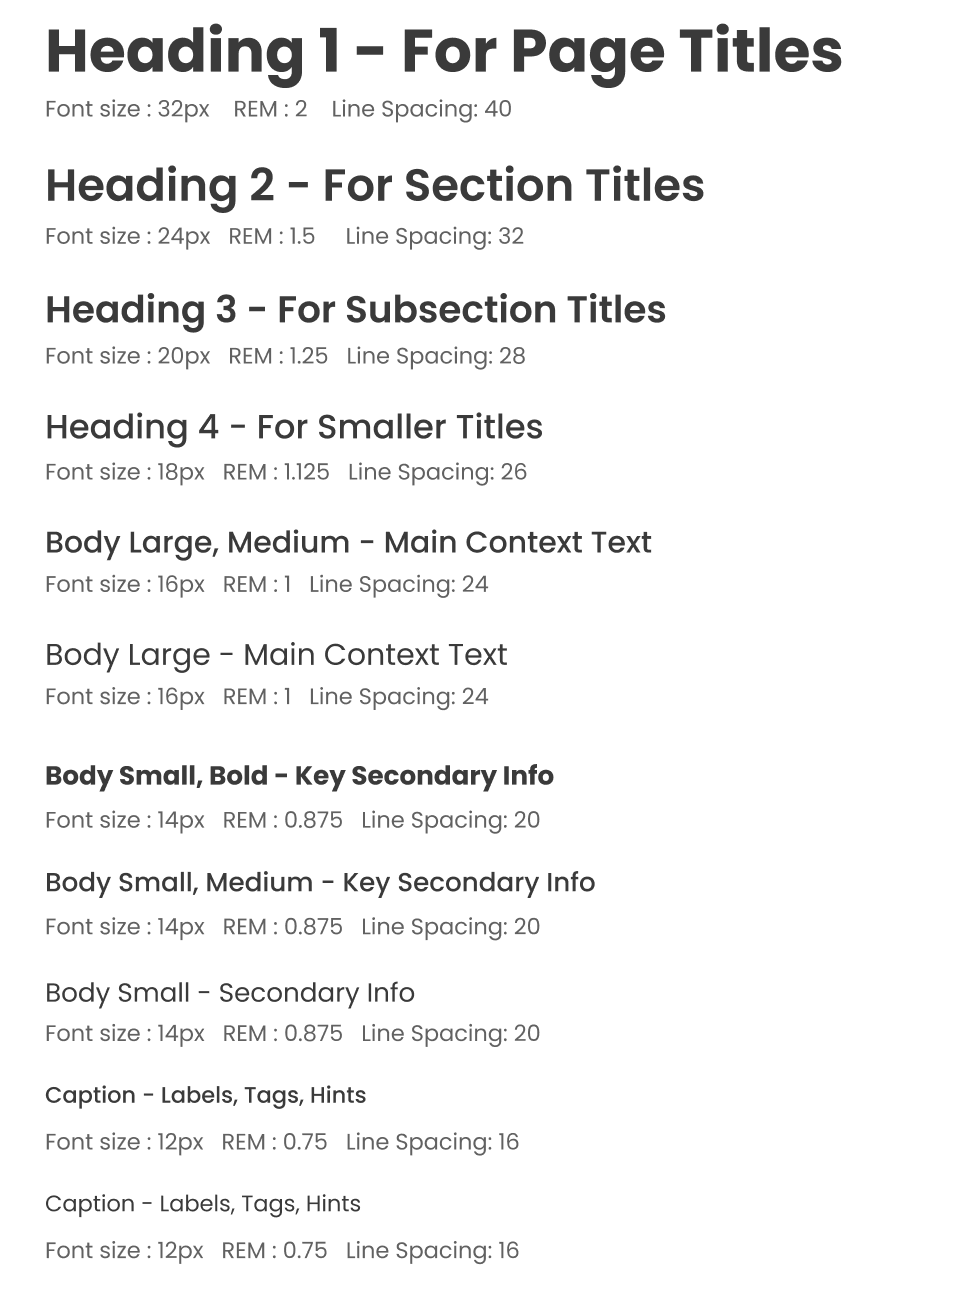 Heading 1 - For Page Titles
Font size : 32px REM : 2 Line Spacing: 40
Heading 2 - For Section Titles
Font size : 24px REM : 1.5 Line Spacing: 32
Heading 3 - For Subsection Titles
Font size : 20px REM : 1.25 Line Spacing: 28
Heading 4 - For Smaller Titles
Font size : 18px REM : 1.125 Line Spacing: 26
Body Large, Medium - Main Context Text
Font size : 16px REM : 1 Line Spacing: 24
Body Large - Main Context Text
Font size : 16px REM : 1 Line Spacing: 24
Body Small, Bold - Key Secondary Info
Font size : 14px REM : 0.875 Line Spacing: 20
Body Small, Medium - Key Secondary Info
Font size : 14px REM : 0.875 Line Spacing: 20
Body Small - Secondary Info
Font size : 14px REM : 0.875 Line Spacing: 20
Caption - Labels, Tags, Hints
Font size : 12px REM : 0.75 Line Spacing: 16
Caption - Labels, Tags, Hints
Font size : 12px REM : 0.75 Line Spacing: 16